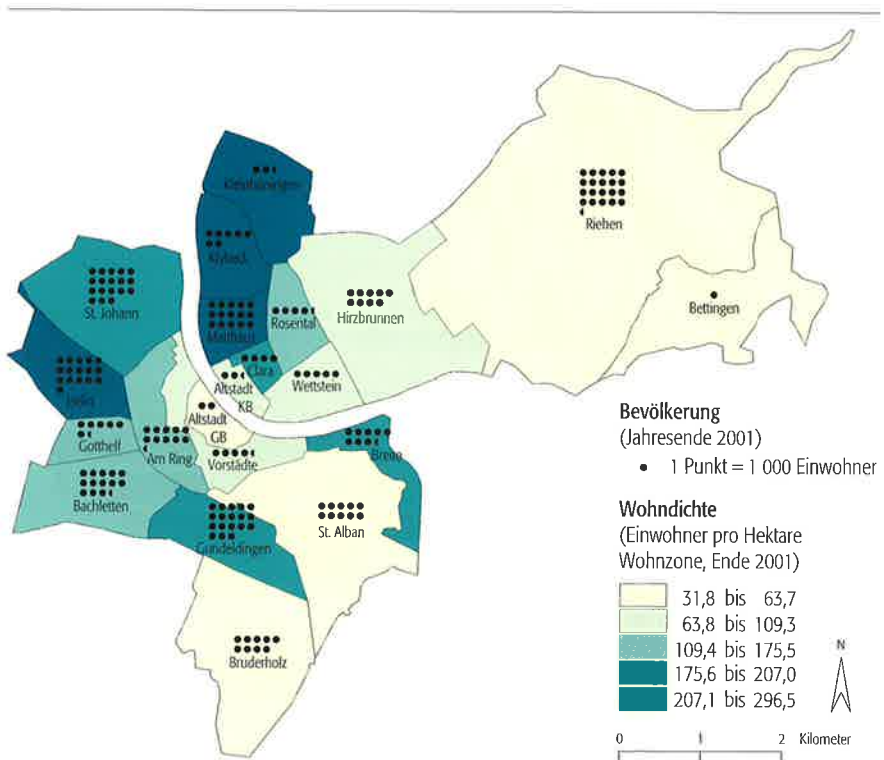 Kleinhüningen
Klybeck
Riehen
St. Johann
Matthäus
Rosental
Hirzbrunnen
Bettingen
Iselin
Clara
Altstadt
KB
Wettstein
Altstadt
GB
Gotthelf
Am Ring
Vorstädte
Breite
Bachletten
Gundeldingen
St. Alban
Bruderholz
Bevölkerung
(Jahresende 2001)
1 Punkt = 1 000 Einwohner
Wohndichte
(Einwohner pro Hektare
Wohnzone, Ende 2001)
31,8 bis 63,7
63,8 bis 109,3
109,4 bis 175,5
175,6 bis 207,0
207,1 bis 296,5
N
0 1 2 Kilometer